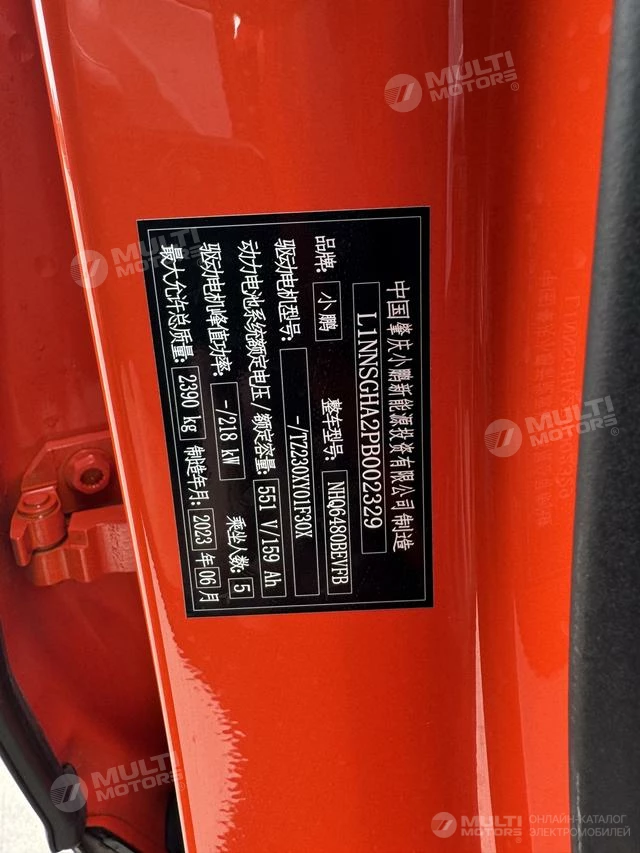 中国肇庆小鹏新能源投资有限公司制造
L1NNSGHA2PB002329
品牌: 小鹏 整车型号: NHQ6480BEVFB
驱动电机型号: -/TZ230XY01F30X
动力电池系统额定电压/额定容量: 551 V/159 Ah
驱动电机峰值功率: -/218 kW 乘坐人数: 5
最大允许总质量: 2390 kg 制造年月: 2023 年 06 月
MULTI MOTORS®
MULTI MOTORS
MULTI MOTORS®
MULTI MOTORS
MULTI MOTORS® ОНЛАЙН-КАТАЛОГ ЭЛЕКТРОМОБИЛЕЙ